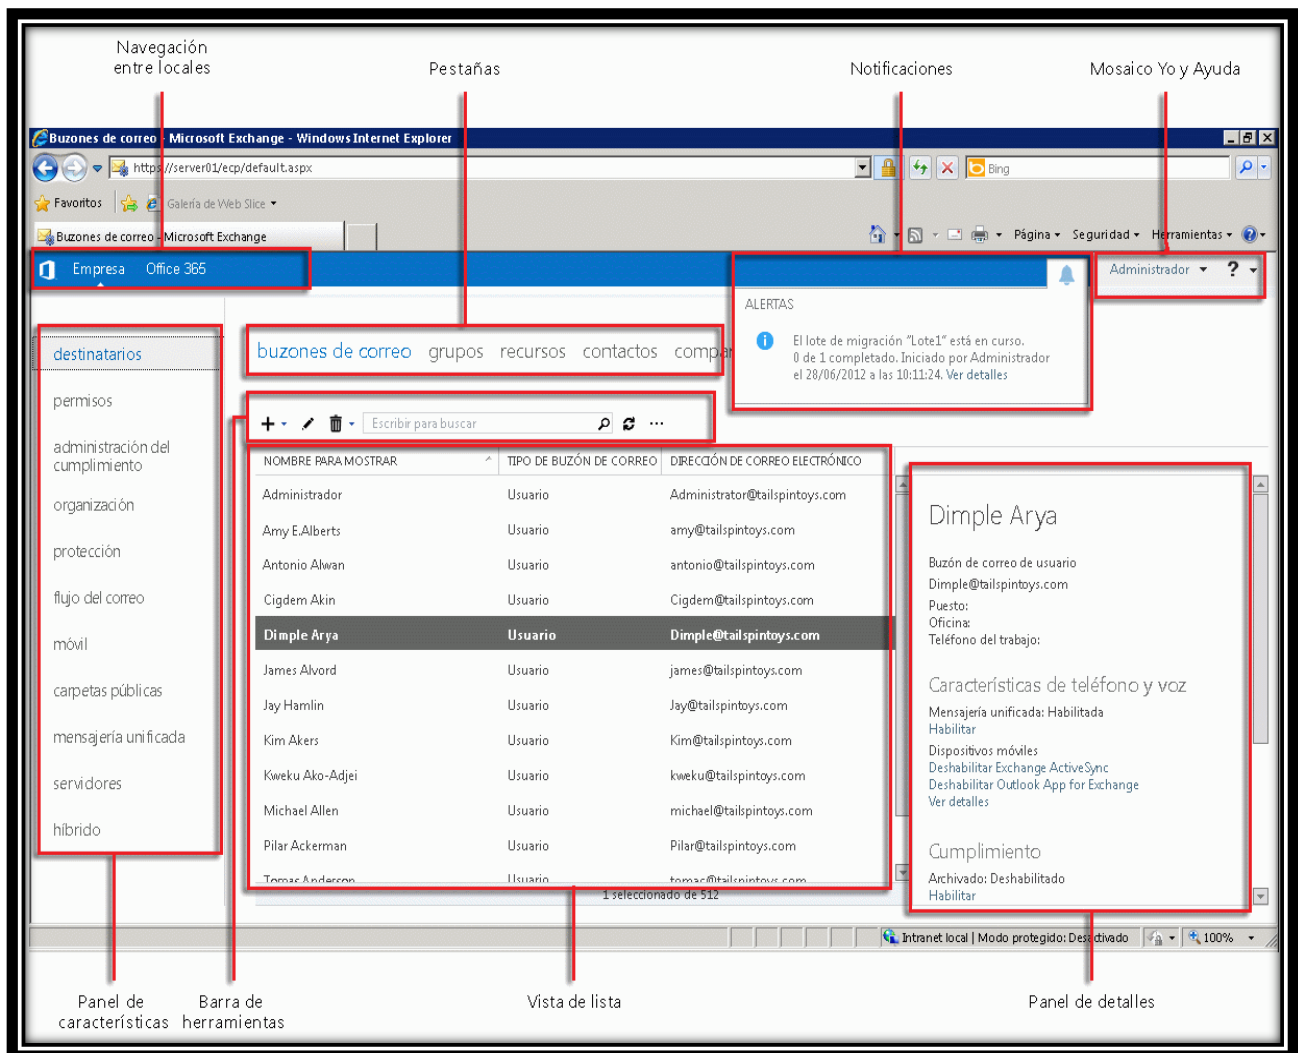 Navegación
entre locales
Pestañas
Notificaciones
Mosaico Yo y Ayuda
Buzones de correo - Microsoft Exchange - Windows Internet Explorer
https://server01/ecp/default.aspx
Bing
Favoritos
Galería de Web Slice
Buzones de correo - Microsoft Exchange
Página
Seguridad
Herramientas
Empresa
Office 365
Administrador
?
ALERTAS
El lote de migración "Lote1" está en curso.
0 de 1 completado. Iniciado por Administrador
el 28/06/2012 a las 10:11:24. Ver detalles
destinatarios
permisos
administración del
cumplimiento
organización
protección
flujo del correo
móvil
carpetas públicas
mensajería unificada
servidores
híbrido
buzones de correo grupos recursos contactos compar
Escribir para buscar
NOMBRE PARA MOSTRAR TIPO DE BUZÓN DE CORREO DIRECCIÓN DE CORREO ELECTRÓNICO
Administrador Usuario Administrator@tailspintoys.com
Amy E.Alberts Usuario amy@tailspintoys.com
Antonio Alwan Usuario antonio@tailspintoys.com
Cigdem Akin Usuario Cigdem@tailspintoys.com
Dimple Arya Usuario Dimple@tailspintoys.com
James Alvord Usuario james@tailspintoys.com
Jay Hamlin Usuario Jay@tailspintoys.com
Kim Akers Usuario Kim@tailspintoys.com
Kweku Ako-Adjei Usuario kweku@tailspintoys.com
Michael Allen Usuario michael@tailspintoys.com
Pilar Ackerman Usuario Pilar@tailspintoys.com
Tomas Anderson Usuario tomac@tailspintoys.com
1 seleccionado de 512
Dimple Arya
Buzón de correo de usuario
Dimple@tailspintoys.com
Puesto:
Oficina:
Teléfono del trabajo:
Características de teléfono y voz
Mensajería unificada: Habilitada
Habilitar
Dispositivos móviles
Deshabilitar Exchange ActiveSync
Deshabilitar Outlook App for Exchange
Ver detalles
Cumplimiento
Archivado: Deshabilitado
Habilitar
Intranet local | Modo protegido: Desactivado
100%
Panel de
características
Barra de
herramientas
Vista de lista
Panel de detalles